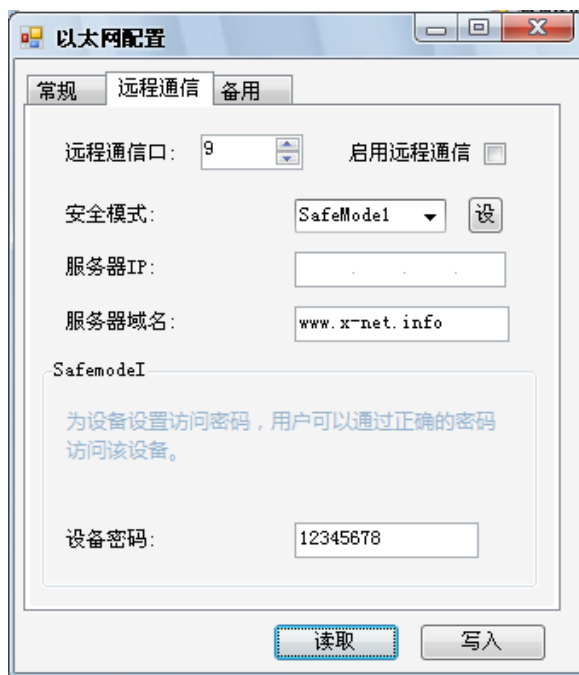 以太网配置
常规 远程通信 备用
远程通信口: 9 启用远程通信
安全模式: SafeMode1 设
服务器IP: . . .
服务器域名: www.x-net.info
SafemodeI
为设备设置访问密码，用户可以通过正确的密码
访问该设备。
设备密码: 12345678
读取 写入